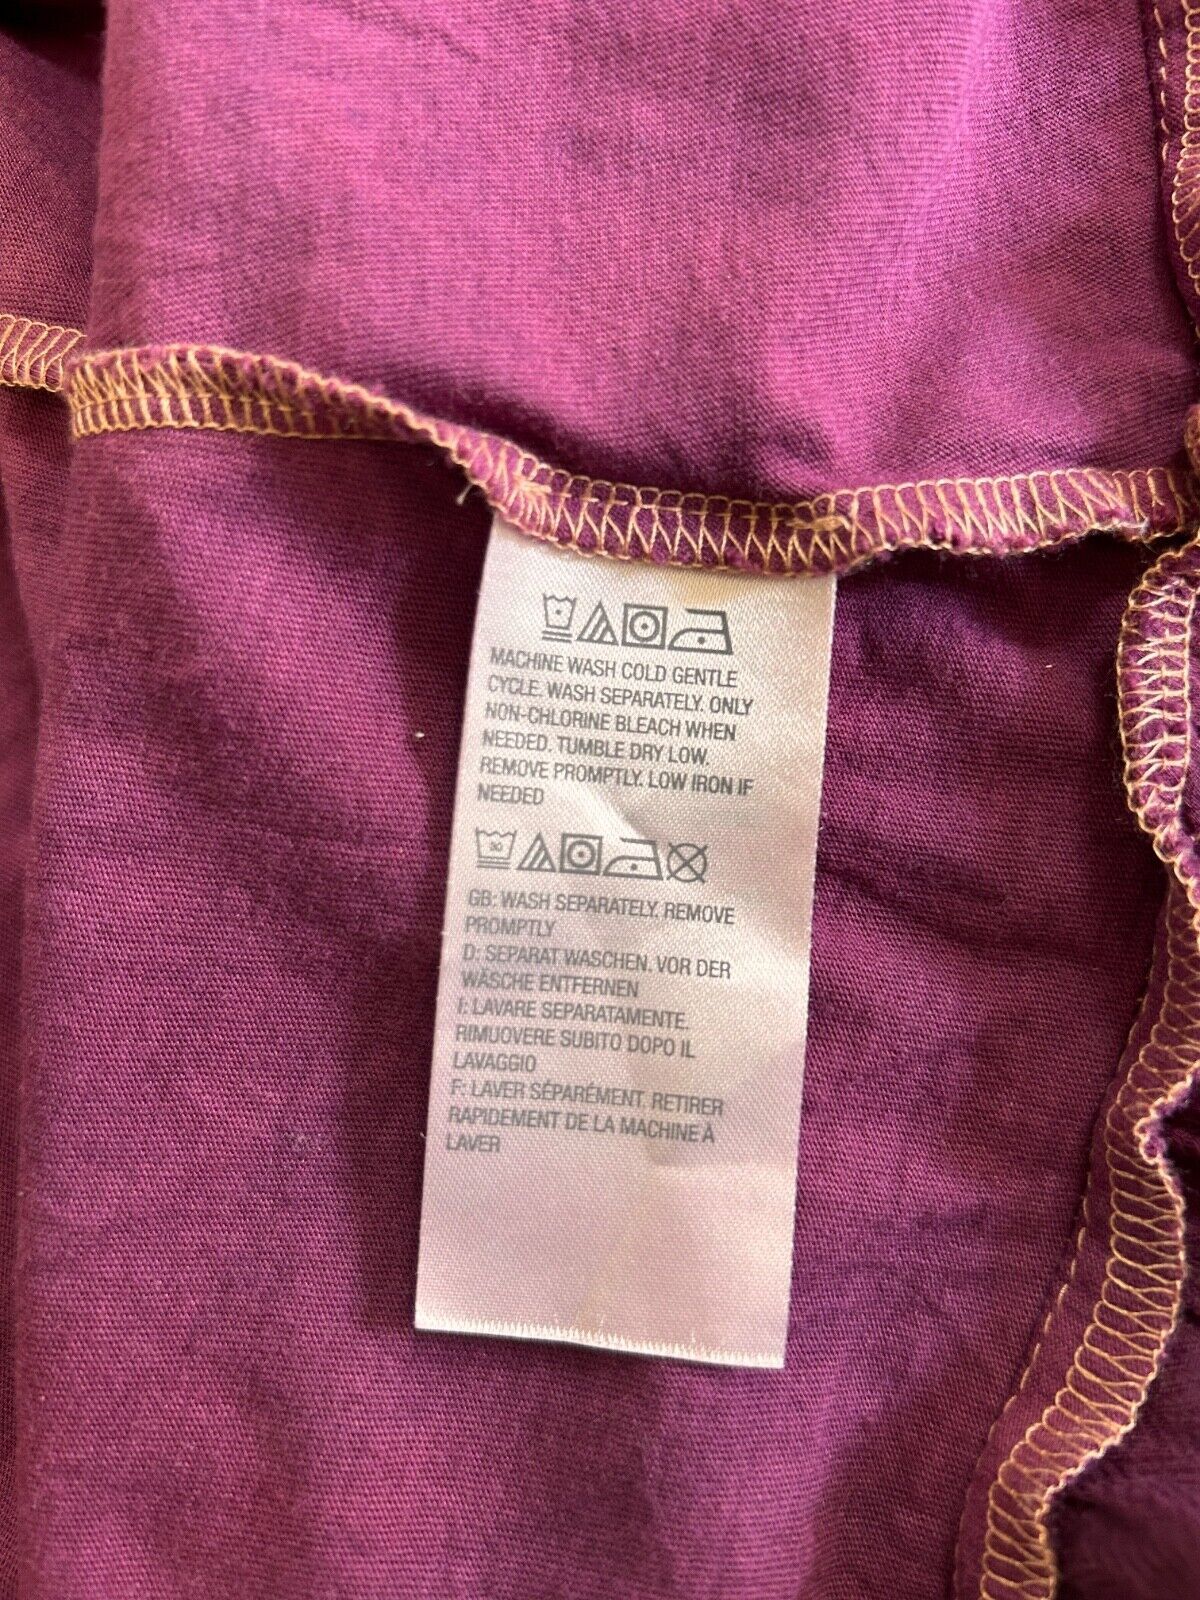 MACHINE WASH COLD GENTLE
CYCLE. WASH SEPARATELY. ONLY
NON-CHLORINE BLEACH WHEN
NEEDED. TUMBLE DRY LOW.
REMOVE PROMPTLY. LOW IRON IF
NEEDED
30
GB: WASH SEPARATELY. REMOVE
PROMPTLY
D: SEPARAT WASCHEN. VOR DER
WÄSCHE ENTFERNEN
I: LAVARE SEPARATAMENTE.
RIMUOVERE SUBITO DOPO IL
LAVAGGIO
F: LAVER SÉPARÉMENT. RETIRER
RAPIDEMENT DE LA MACHINE À
LAVER